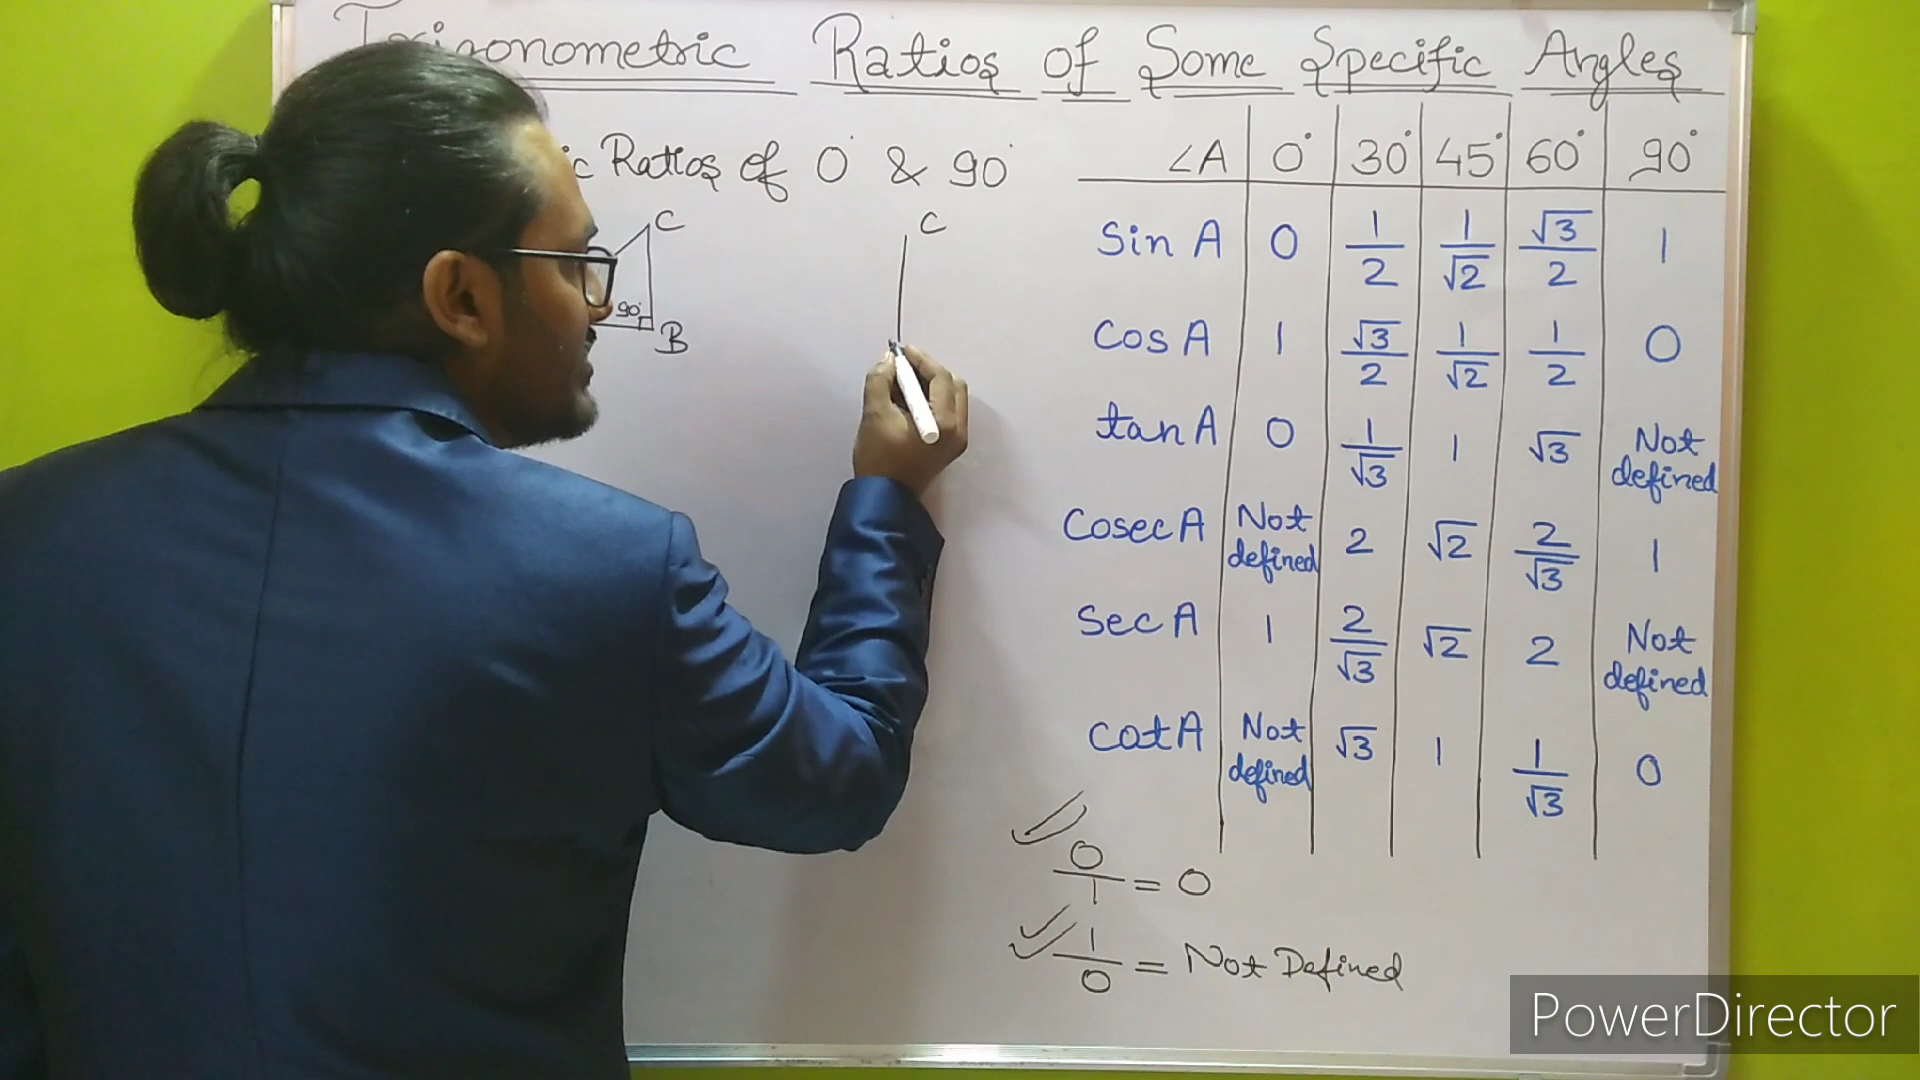 Trigonometric Ratios of Some Specific Angles
Ratios of 0° & 90°
C
90°
B
C
∠A 0° 30° 45° 60° 90°
Sin A 0 1/2 1/√2 √3/2 1
Cos A 1 √3/2 1/√2 1/2 0
tan A 0 1/√3 1 √3 Not defined
Cosec A Not defined 2 √2 2/√3 1
Sec A 1 2/√3 √2 2 Not defined
cot A Not defined √3 1 1/√3 0
0/1 = 0
1/0 = Not Defined
PowerDirector